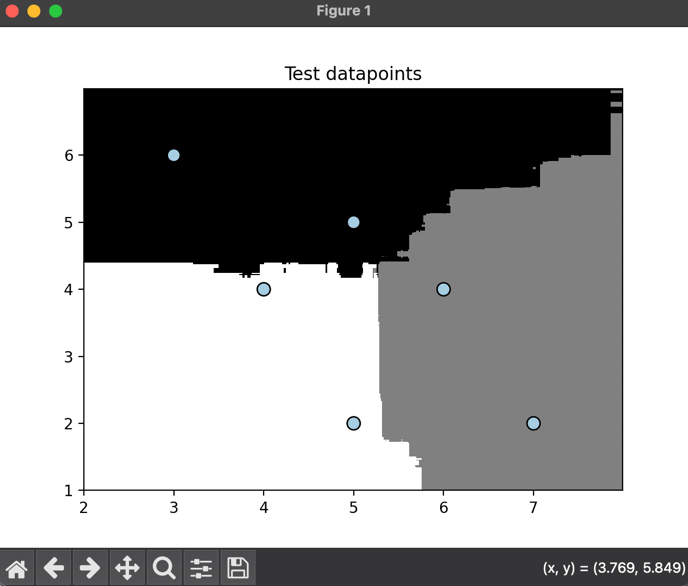 Figure 1
Test datapoints
6
5
4
3
2
1
2 3 4 5 6 7
(x, y) = (3.769, 5.849)